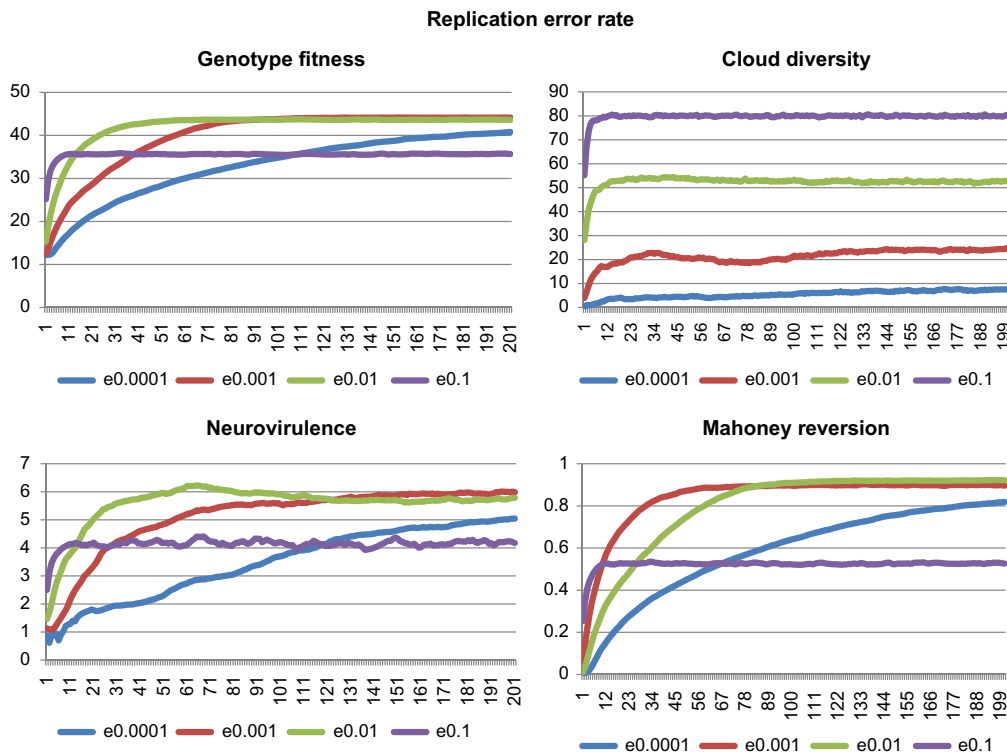 Replication error rate
Genotype fitness
50
40
30
20
10
0
1 11 21 31 41 51 61 71 81 91 101 111 121 131 141 151 161 171 181 191 201
e0.0001 e0.001 e0.01 e0.1
Cloud diversity
90
80
70
60
50
40
30
20
10
0
1 12 23 34 45 56 67 78 89 100 111 122 133 144 155 166 177 188 199
e0.0001 e0.001 e0.01 e0.1
Neurovirulence
7
6
5
4
3
2
1
0
1 11 21 31 41 51 61 71 81 91 101 111 121 131 141 151 161 171 181 191 201
e0.0001 e0.001 e0.01 e0.1
Mahoney reversion
1
0.8
0.6
0.4
0.2
0
1 12 23 34 45 56 67 78 89 100 111 122 133 144 155 166 177 188 199
e0.0001 e0.001 e0.01 e0.1